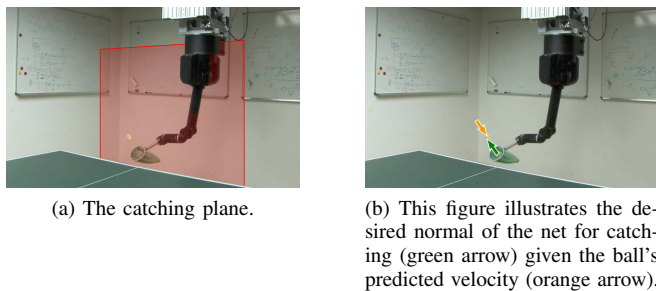 (a) The catching plane.
(b) This figure illustrates the de-
sired normal of the net for catch-
ing (green arrow) given the ball's
predicted velocity (orange arrow).